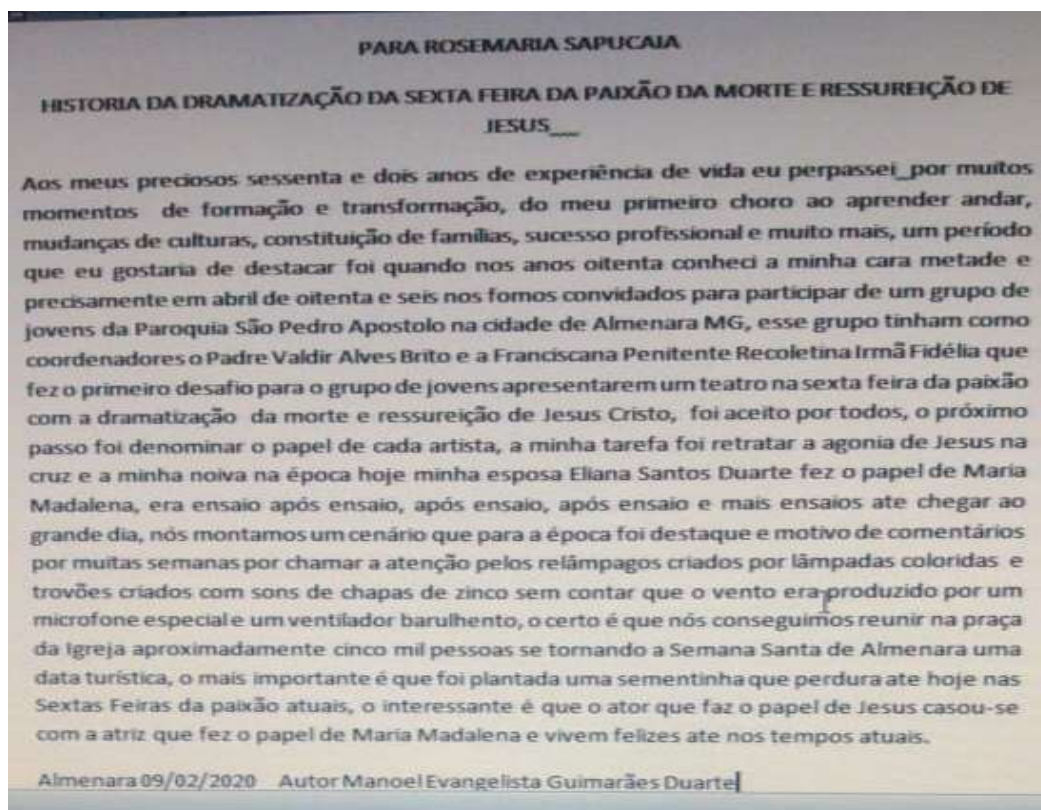 PARA ROSEMARIA SAPUCAIA
HISTORIA DA DRAMATIZAÇÃO DA SEXTA FEIRA DA PAIXÃO DA MORTE E RESSUREIÇÃO DE
JESUS__
Aos meus preciosos sessenta e dois anos de experiência de vida eu perpassei_por muitos
momentos de formação e transformação, do meu primeiro choro ao aprender andar,
mudanças de culturas, constituição de famílias, sucesso profissional e muito mais, um período
que eu gostaria de destacar foi quando nos anos oitenta conheci a minha cara metade e
precisamente em abril de oitenta e seis nos fomos convidados para participar de um grupo de
jovens da Paroquia São Pedro Apostolo na cidade de Almenara MG, esse grupo tinham como
coordenadores o Padre Valdir Alves Brito e a Franciscana Penitente Recoletina Irmã Fidélia que
fez o primeiro desafio para o grupo de jovens apresentarem um teatro na sexta feira da paixão
com a dramatização da morte e ressureição de Jesus Cristo, foi aceito por todos, o próximo
passo foi denominar o papel de cada artista, a minha tarefa foi retratar a agonia de Jesus na
cruz e a minha noiva na época hoje minha esposa Eliana Santos Duarte fez o papel de Maria
Madalena, era ensaio após ensaio, após ensaio, após ensaio e mais ensaios ate chegar ao
grande dia, nós montamos um cenário que para a época foi destaque e motivo de comentários
por muitas semanas por chamar a atenção pelos relâmpagos criados por lâmpadas coloridas e
trovões criados com sons de chapas de zinco sem contar que o vento era produzido por um
microfone especial e um ventilador barulhento, o certo é que nós conseguimos reunir na praça
da Igreja aproximadamente cinco mil pessoas se tornando a Semana Santa de Almenara uma
data turística, o mais importante é que foi plantada uma sementinha que perdura ate hoje nas
Sextas Feiras da paixão atuais, o interessante é que o ator que faz o papel de Jesus casou-se
com a atriz que fez o papel de Maria Madalena e vivem felizes ate nos tempos atuais.
Almenara 09/02/2020 Autor Manoel Evangelista Guimarães Duarte